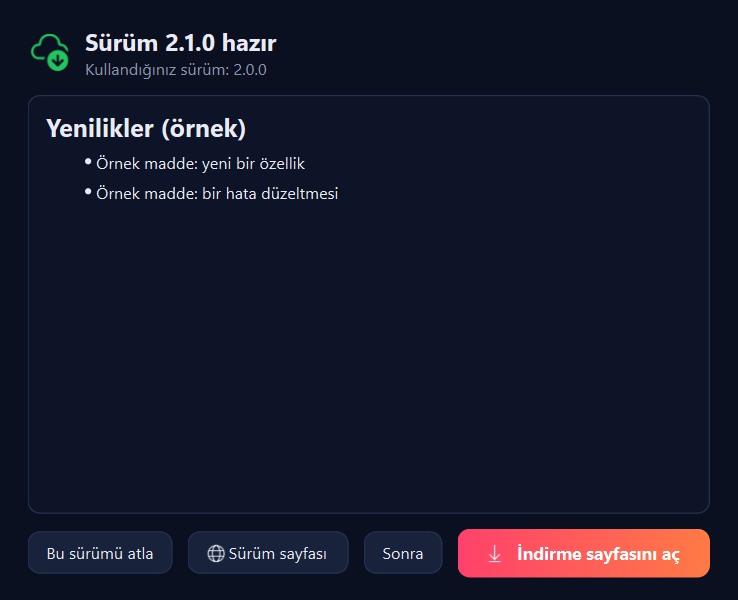 Sürüm 2.1.0 hazır
Kullandığınız sürüm: 2.0.0
Yenilikler (örnek)
• Örnek madde: yeni bir özellik
• Örnek madde: bir hata düzeltmesi
Bu sürümü atla
Sürüm sayfası
Sonra
İndirme sayfasını aç